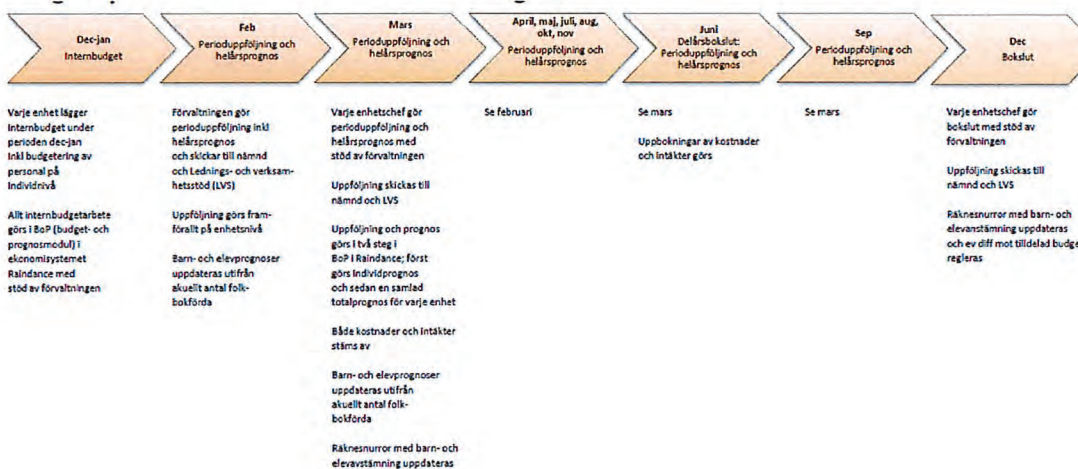 Dec-jan
Internbudget
Feb
Perioduppföljning och
helårsprognos
Mars
Perioduppföljning och
helårsprognos
April, maj, juli, aug,
okt, nov
Perioduppföljning och
helårsprognos
Juni
Delårsbokslut:
Perioduppföljning och
helårsprognos
Sep
Perioduppföljning och
helårsprognos
Dec
Bokslut
Varje enhet lägger
internbudget under
perioden dec-jan
inkl budgetering av
personal på
individnivå
Allt internbudgetarbete
görs i BoP (budget- och
prognosmodul) i
ekonomisystemet
Raindance med
stöd av förvaltningen
Förvaltningen gör
perioduppföljning inkl
helårsprognos
och skickar till nämnd
och Lednings- och verksam-
hetsstöd (LVS)
Uppföljning görs fram-
förallt på enhetsnivå
Barn- och elevprognoser
uppdateras utifrån
akuellt antal folk-
bokförda
Varje enhetschef gör
perioduppföljning och
helårsprognos med
stöd av förvaltningen
Uppföljning skickas till
nämnd och LVS
Uppföljning och prognos
görs i två steg i
BoP i Raindance; först
görs individprognos
och sedan en samlad
totalprognos för varje enhet
Både kostnader och intäkter
stäms av
Barn- och elevprognoser
uppdateras utifrån
akuellt antal folk-
bokförda
Räknesnurror med barn- och
elevavstämning uppdateras
Se februari
Se mars
Uppbokningar av kostnader
och intäkter görs
Se mars
Varje enhetschef gör
bokslut med stöd av
förvaltningen
Uppföljning skickas till
nämnd och LVS
Räknesnurror med barn- och
elevanstämning uppdateras
och ev diff mot tilldelad budge
regleras